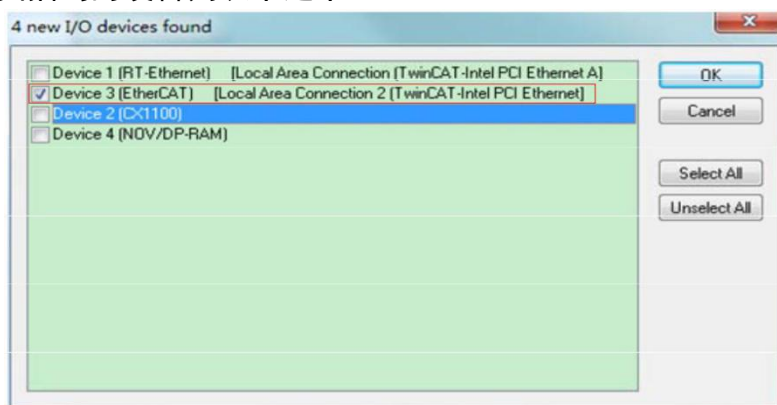 4 new I/O devices found
Device 1 (RT-Ethernet) [Local Area Connection (TwinCAT-Intel PCI Ethernet A]
Device 3 (EtherCAT) [Local Area Connection 2 (TwinCAT-Intel PCI Ethernet]
Device 2 (CX1100)
Device 4 (NOV/DP-RAM)
OK
Cancel
Select All
Unselect All